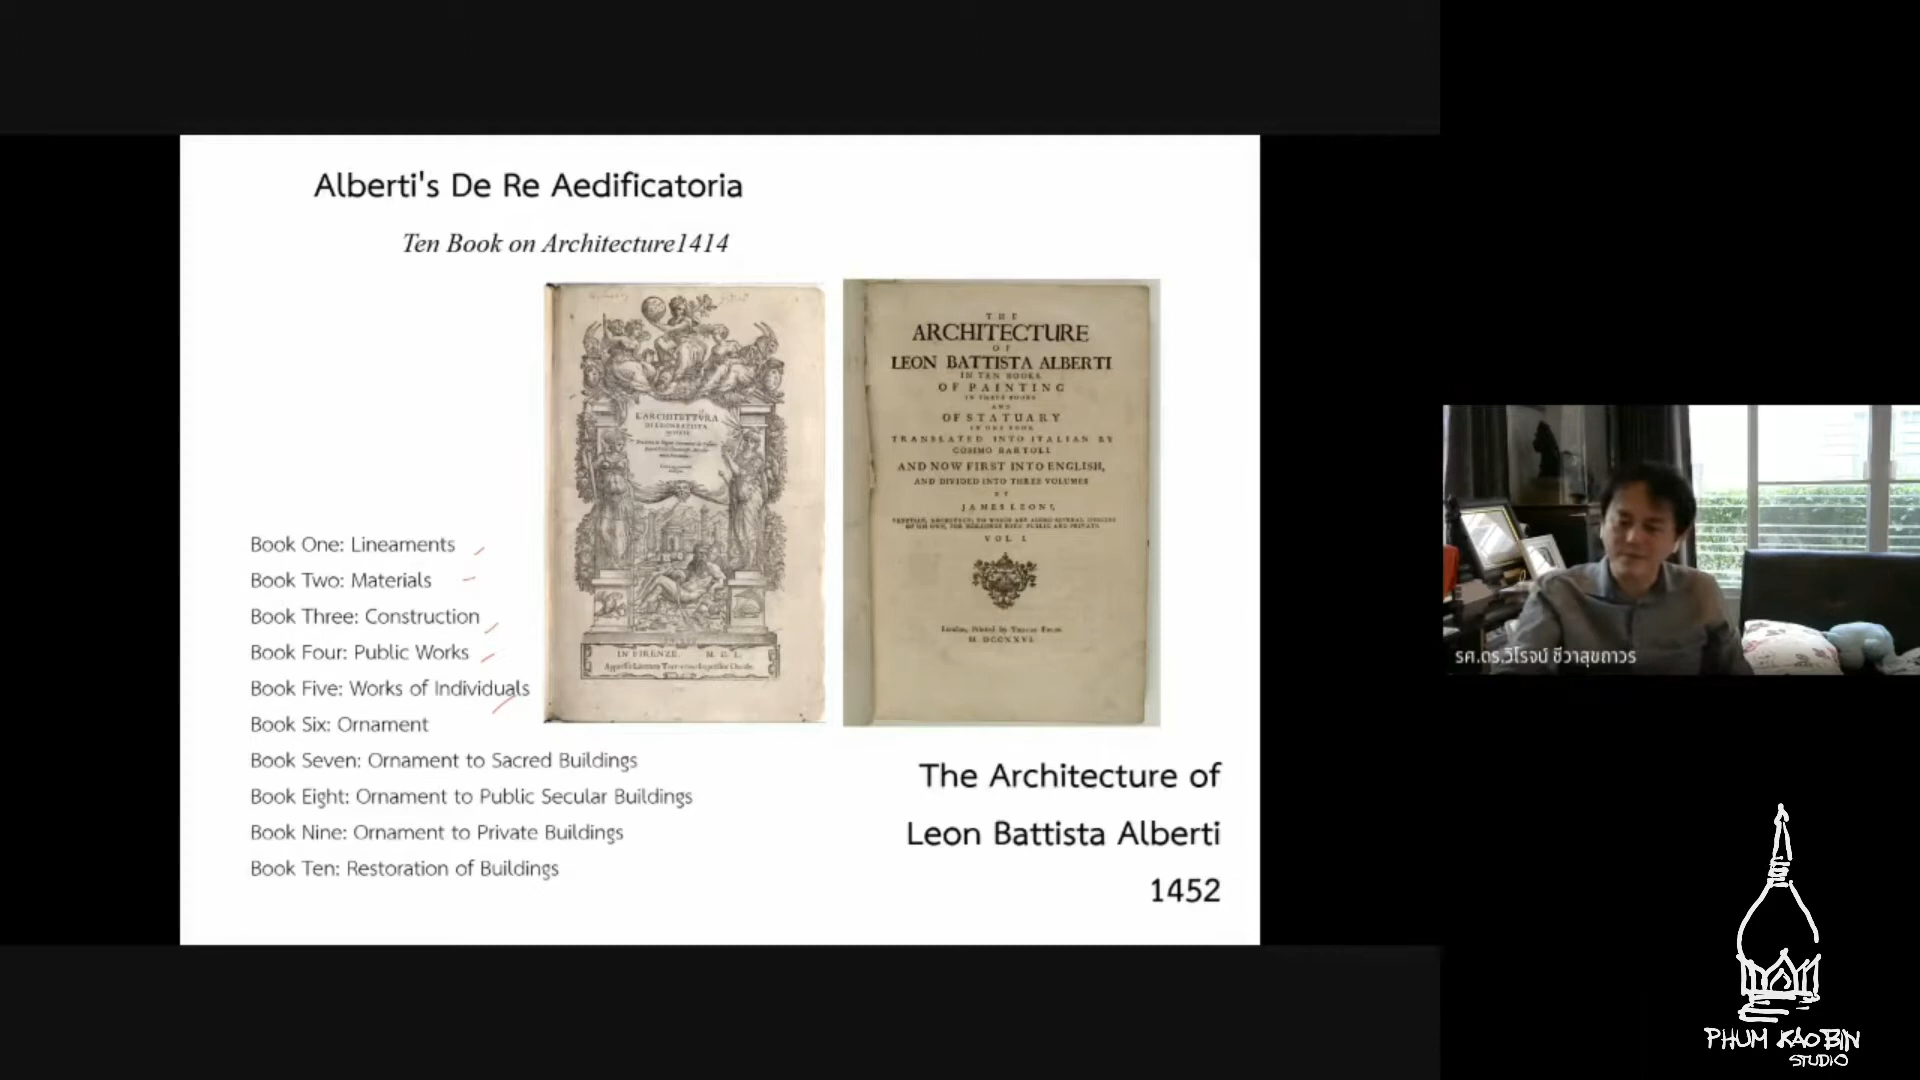 Alberti's De Re Aedificatoria
Ten Book on Architecture1414
L'ARCHITETTVRA
IN FIRENZE. M. D. L.
THE
ARCHITECTURE
OF
LEON BATTISTA ALBERTI
IN TEN BOOKS
OF PAINTING
IN THREE BOOKS
AND
OF STATUARY
IN ONE BOOK
TRANSLATED INTO ITALIAN BY
COSIMO BARTOLI
AND NOW FIRST INTO ENGLISH,
AND DIVIDED INTO THREE VOLUMES
BY
JAMES LEONI,
VOL I.
London, Printed by Thomas
M. DCCXXVI.
Book One: Lineaments
Book Two: Materials
Book Three: Construction
Book Four: Public Works
Book Five: Works of Individuals
Book Six: Ornament
Book Seven: Ornament to Sacred Buildings
Book Eight: Ornament to Public Secular Buildings
Book Nine: Ornament to Private Buildings
Book Ten: Restoration of Buildings
The Architecture of
Leon Battista Alberti
1452
รศ.ดร.วิโรจน์ ชีวาสุขถาวร
PHUM KAOBIN
STUDIO